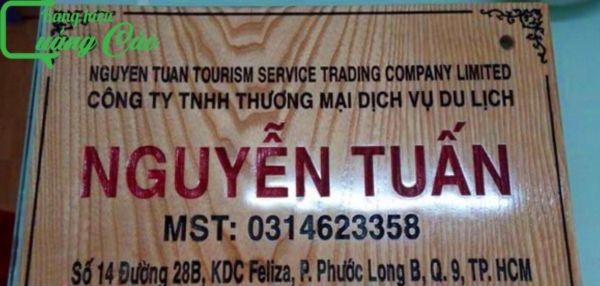 Bảng hiệu
Quảng Cáo
NGUYEN TUAN TOURISM SERVICE TRADING COMPANY LIMITED
CÔNG TY TNHH THƯƠNG MẠI DỊCH VỤ DU LỊCH
NGUYỄN TUẤN
MST: 0314623358
Số 14 Đường 28B, KDC Feliza, P. Phước Long B, Q. 9, TP. HCM